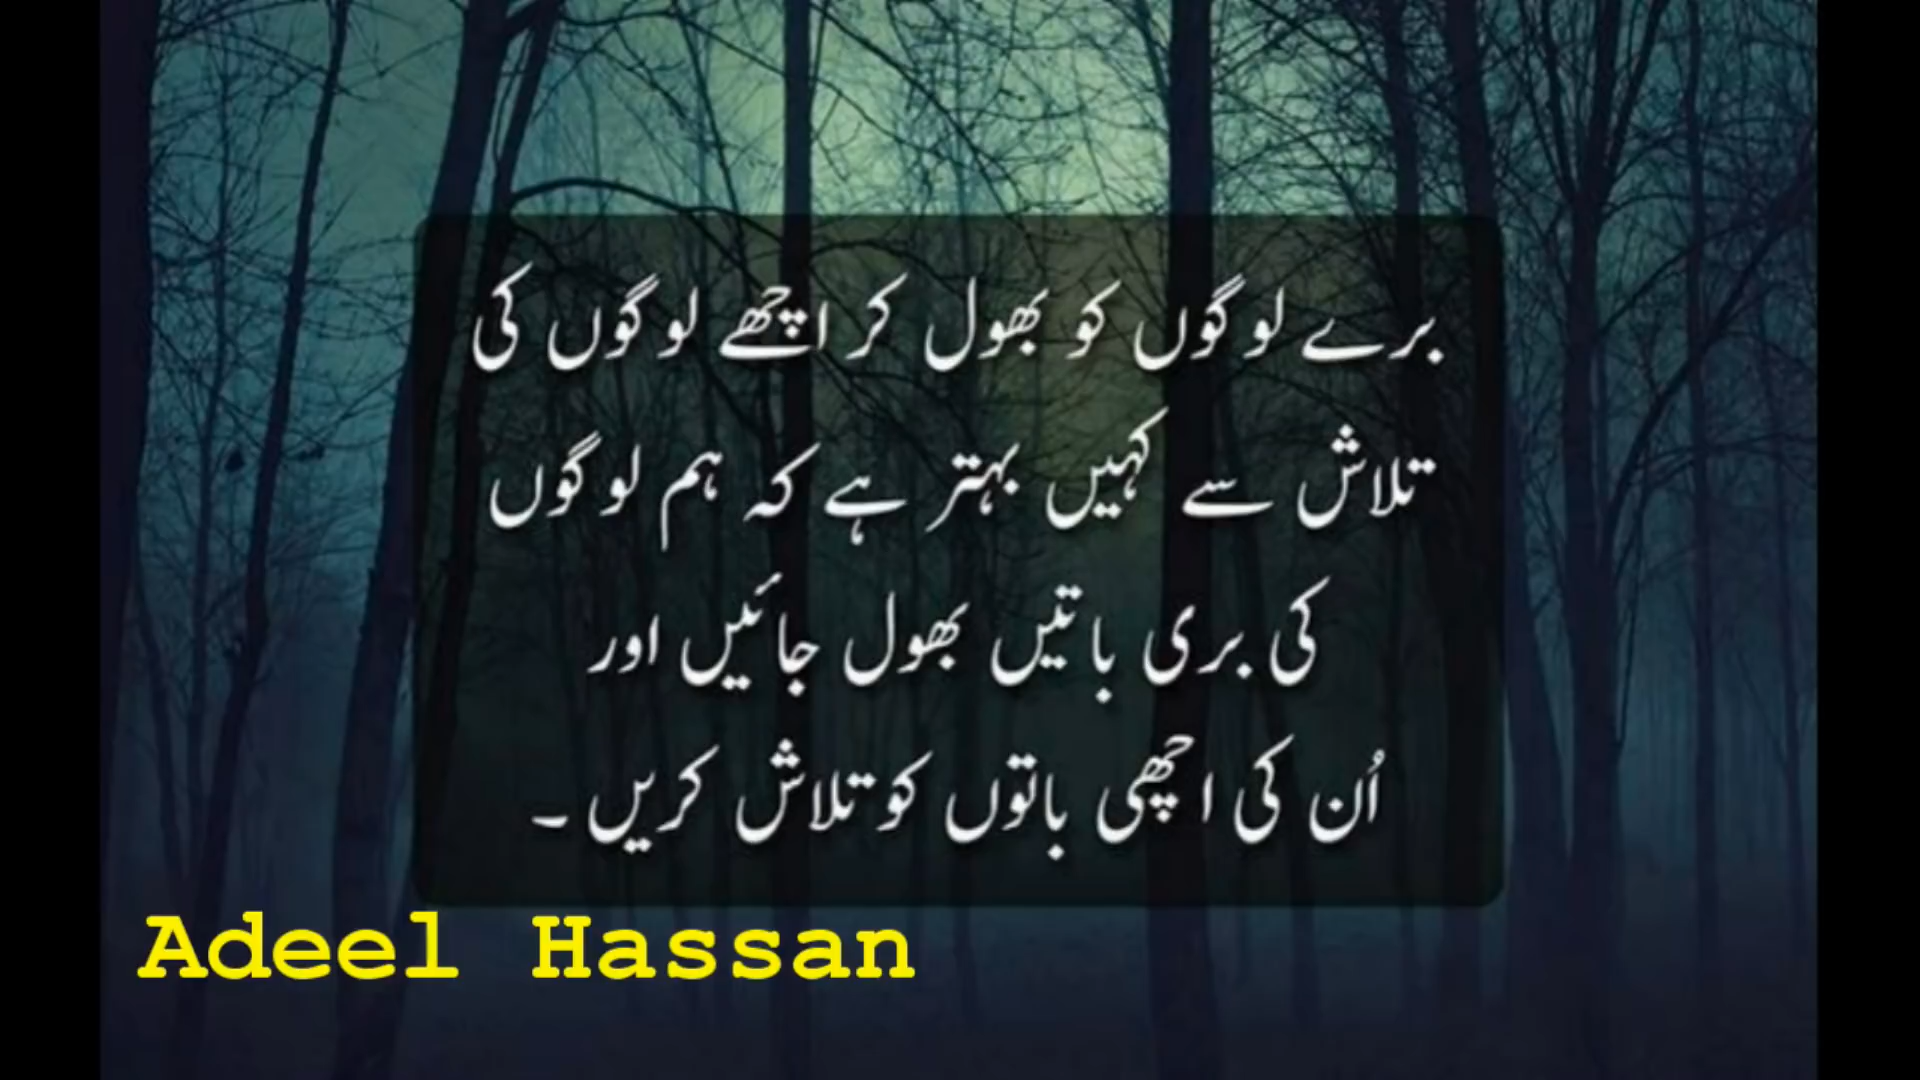 برے لوگوں کو بھول کر اچھے لوگوں کی
تلاش سے کہیں بہتر ہے کہ ہم لوگوں
کی بری باتیں بھول جائیں اور
اُن کی اچھی باتوں کو تلاش کریں ۔
Adeel Hassan